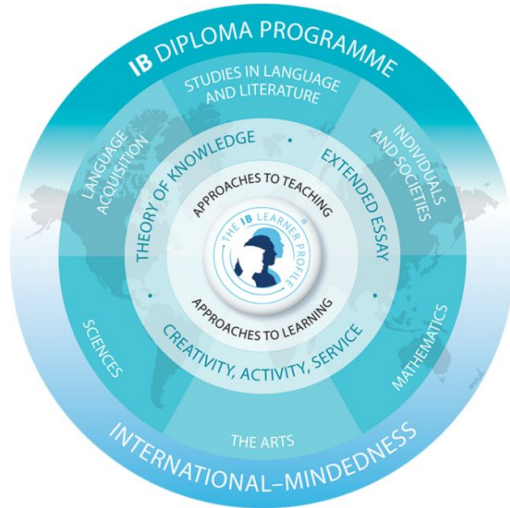 IB DIPLOMA PROGRAMME
STUDIES IN LANGUAGE
AND LITERATURE
LANGUAGE
ACQUISITION
INDIVIDUALS
AND SOCIETIES
THEORY OF KNOWLEDGE
•
EXTENDED ESSAY
APPROACHES TO TEACHING
THE IB LEARNER PROFILE
®
APPROACHES TO LEARNING
•
CREATIVITY, ACTIVITY, SERVICE
•
SCIENCES
MATHEMATICS
THE ARTS
INTERNATIONAL–MINDEDNESS